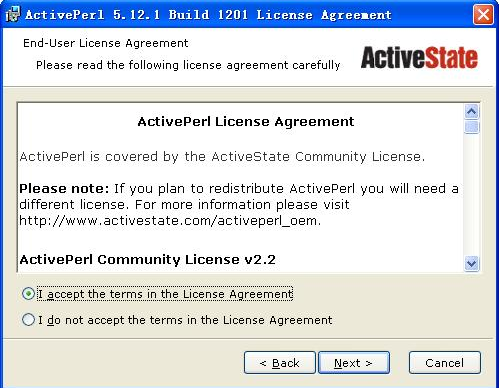 ActivePerl 5.12.1 Build 1201 License Agreement
End-User License Agreement
Please read the following license agreement carefully
ActiveState
ActivePerl License Agreement
ActivePerl is covered by the ActiveState Community License.
Please note: If you plan to redistribute ActivePerl you will need a
different license. For more information please visit
http://www.activestate.com/activeperl_oem.
ActivePerl Community License v2.2
I accept the terms in the License Agreement
I do not accept the terms in the License Agreement
< Back
Next >
Cancel